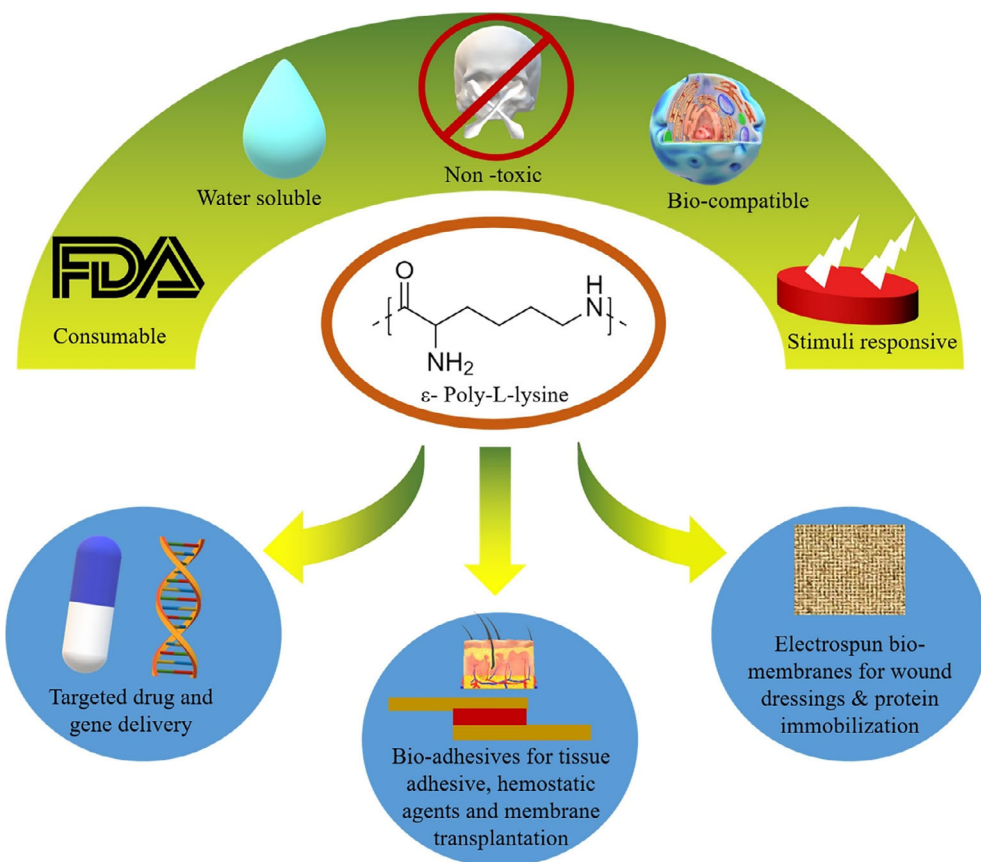 Water soluble
Non -toxic
Bio-compatible
FDA
Consumable
Stimuli responsive
O
H
N
NH₂
ε- Poly-L-lysine
Targeted drug and
gene delivery
Bio-adhesives for tissue
adhesive, hemostatic
agents and membrane
transplantation
Electrospun bio-
membranes for wound
dressings & protein
immobilization